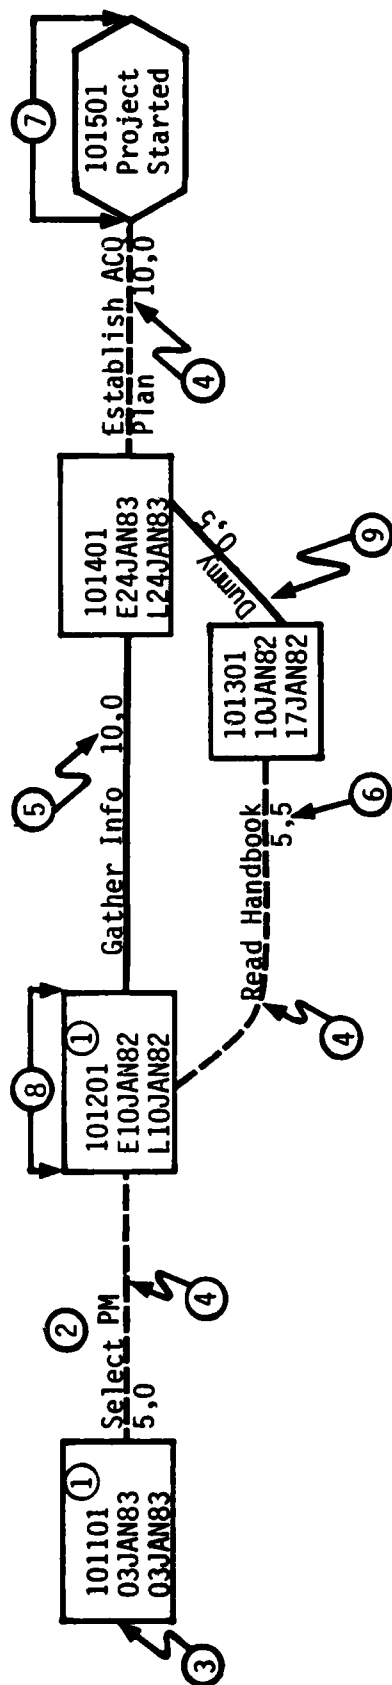 3
1
101101
03JAN83
03JAN83
2
Select PM
5,0
4
8
1
101201
E10JAN82
L10JAN82
5
Gather Info 10,0
4
Read Handbook
5,5
6
101301
10JAN82
17JAN82
Dummy 0,5
9
101401
E24JAN83
L24JAN83
4
Establish ACQ
Plan 10,0
7
101501
Project
Started